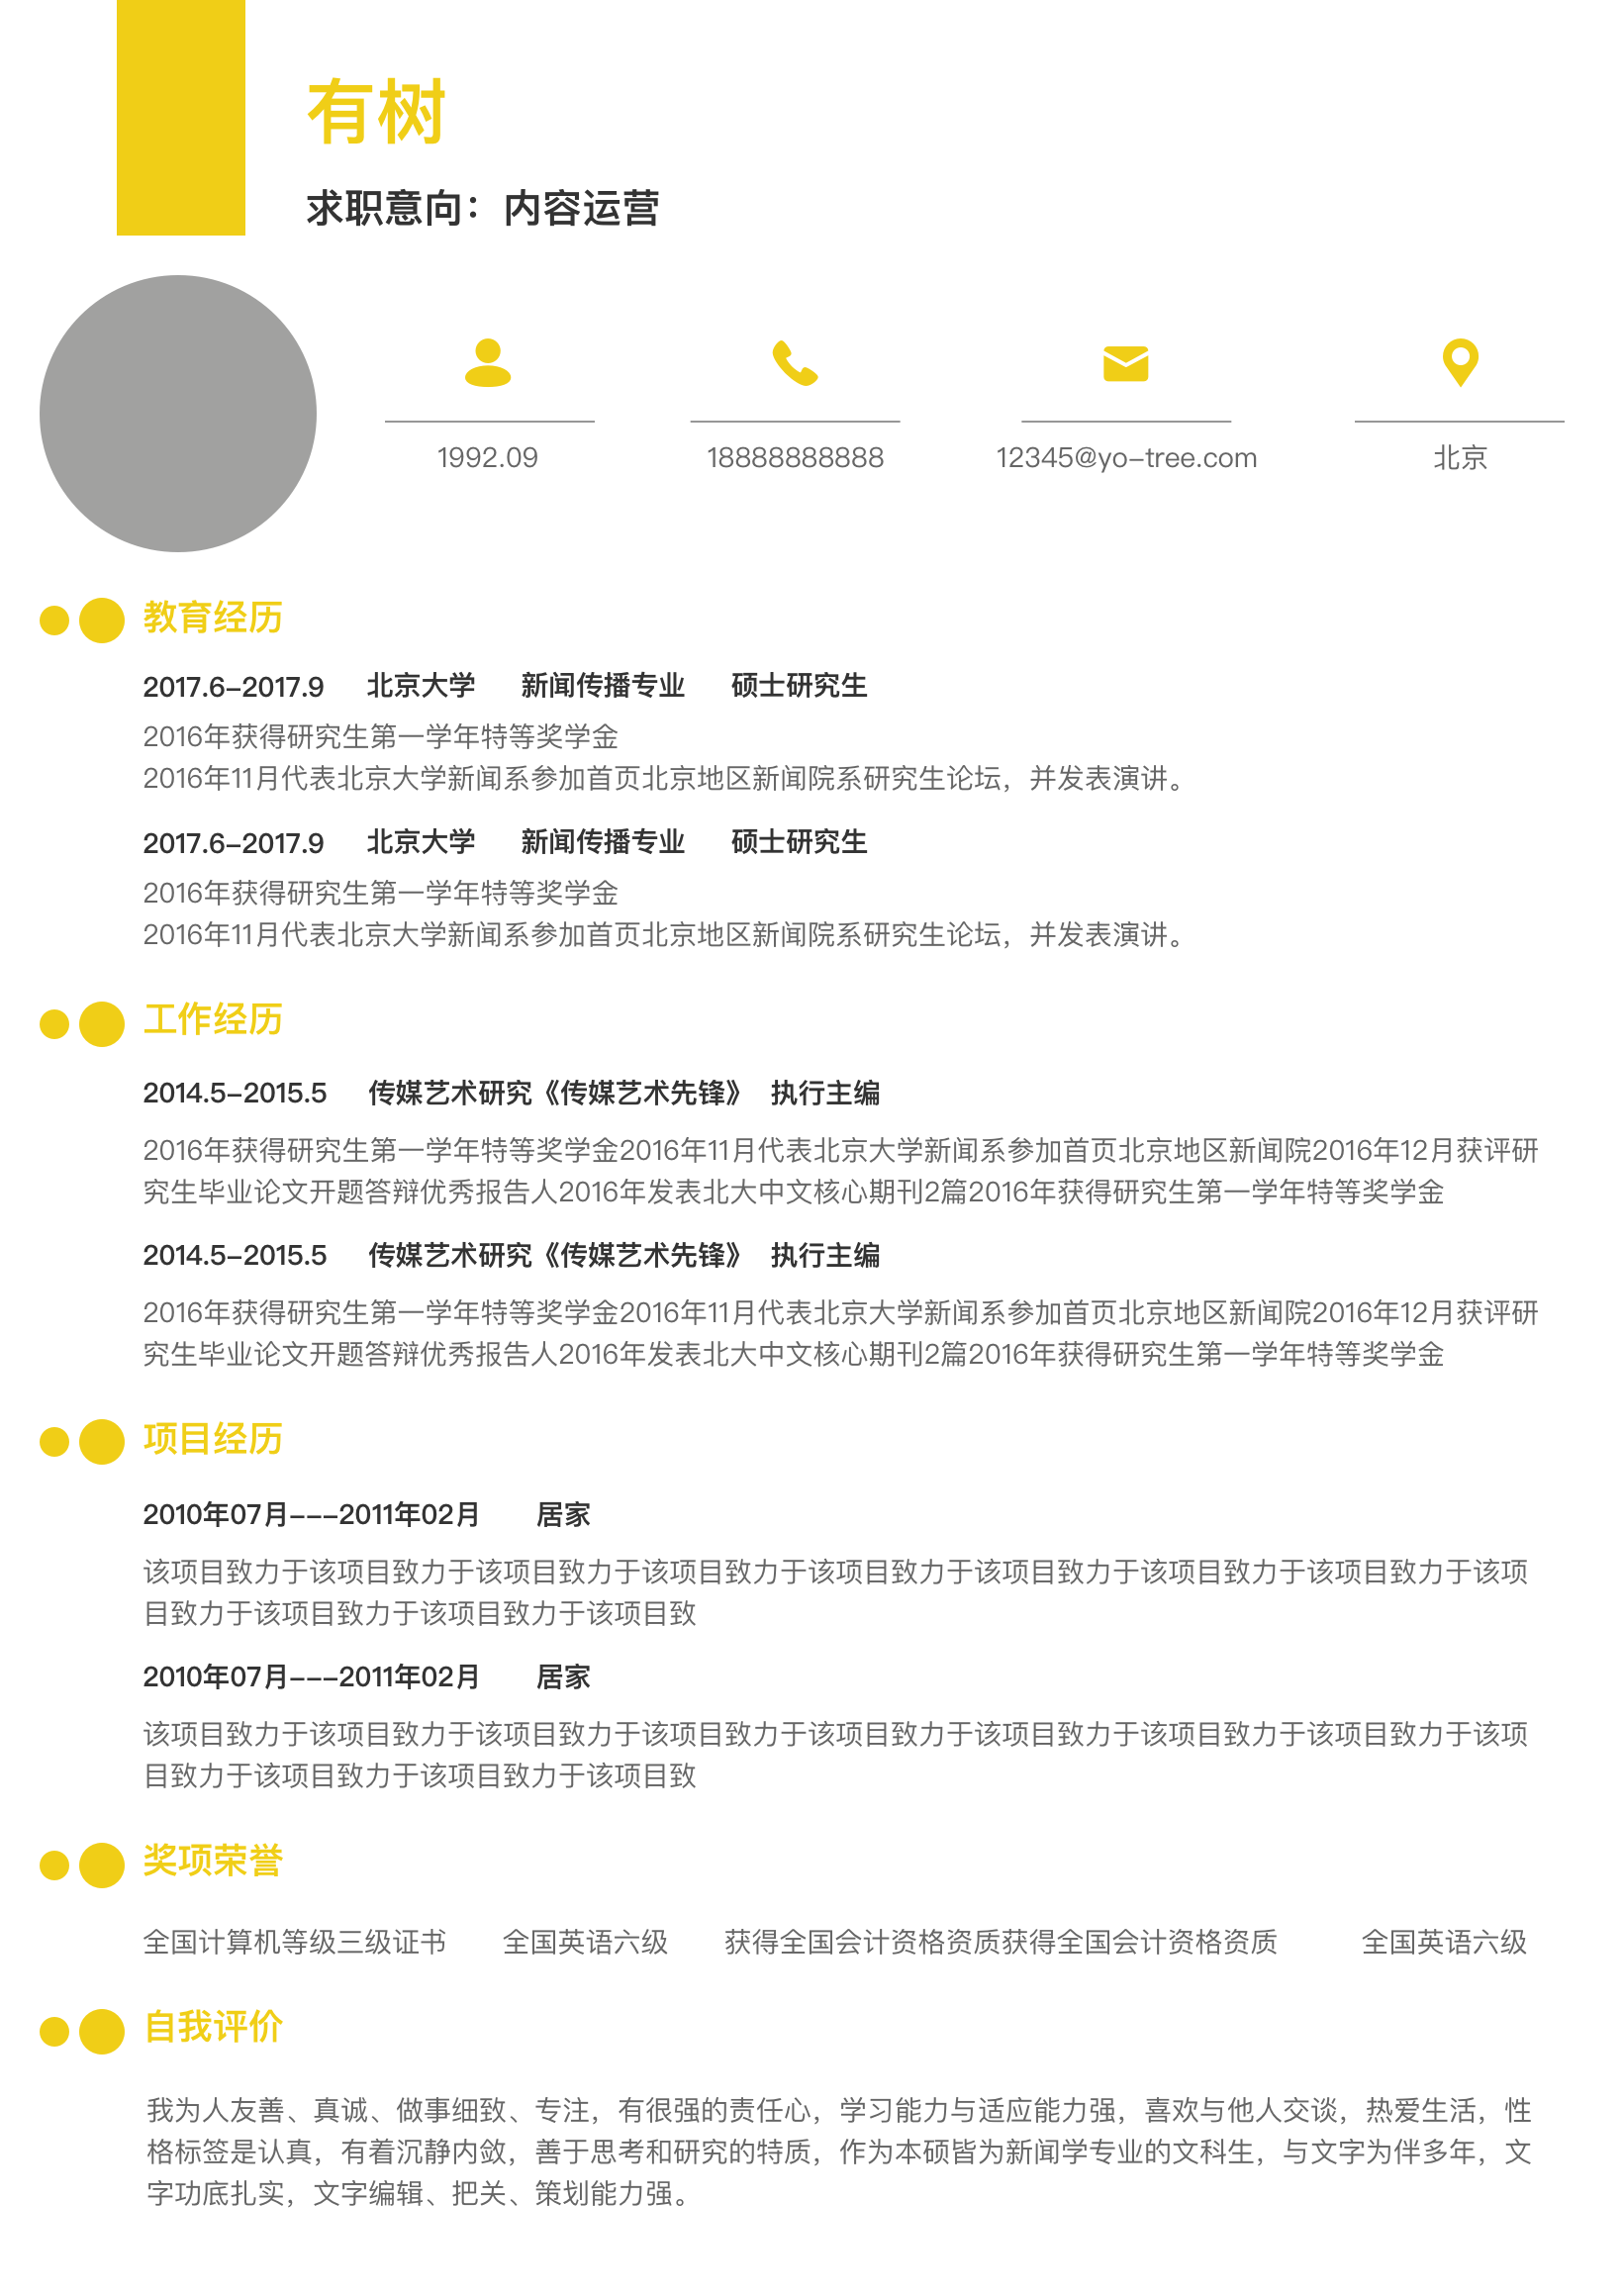 有树
求职意向：内容运营
1992.09 18888888888 12345@yo-tree.com 北京
教育经历
2017.6-2017.9 北京大学 新闻传播专业 硕士研究生
2016年获得研究生第一学年特等奖学金
2016年11月代表北京大学新闻系参加首页北京地区新闻院系研究生论坛，并发表演讲。
2017.6-2017.9 北京大学 新闻传播专业 硕士研究生
2016年获得研究生第一学年特等奖学金
2016年11月代表北京大学新闻系参加首页北京地区新闻院系研究生论坛，并发表演讲。
工作经历
2014.5-2015.5 传媒艺术研究《传媒艺术先锋》 执行主编
2016年获得研究生第一学年特等奖学金2016年11月代表北京大学新闻系参加首页北京地区新闻院2016年12月获评研
究生毕业论文开题答辩优秀报告人2016年发表北大中文核心期刊2篇2016年获得研究生第一学年特等奖学金
2014.5-2015.5 传媒艺术研究《传媒艺术先锋》 执行主编
2016年获得研究生第一学年特等奖学金2016年11月代表北京大学新闻系参加首页北京地区新闻院2016年12月获评研
究生毕业论文开题答辩优秀报告人2016年发表北大中文核心期刊2篇2016年获得研究生第一学年特等奖学金
项目经历
2010年07月---2011年02月 居家
该项目致力于该项目致力于该项目致力于该项目致力于该项目致力于该项目致力于该项目致力于该项目致力于该项
目致力于该项目致力于该项目致力于该项目致
2010年07月---2011年02月 居家
该项目致力于该项目致力于该项目致力于该项目致力于该项目致力于该项目致力于该项目致力于该项目致力于该项
目致力于该项目致力于该项目致力于该项目致
奖项荣誉
全国计算机等级三级证书 全国英语六级 获得全国会计资格资质获得全国会计资格资质 全国英语六级
自我评价
我为人友善、真诚、做事细致、专注，有很强的责任心，学习能力与适应能力强，喜欢与他人交谈，热爱生活，性
格标签是认真，有着沉静内敛，善于思考和研究的特质，作为本硕皆为新闻学专业的文科生，与文字为伴多年，文
字功底扎实，文字编辑、把关、策划能力强。